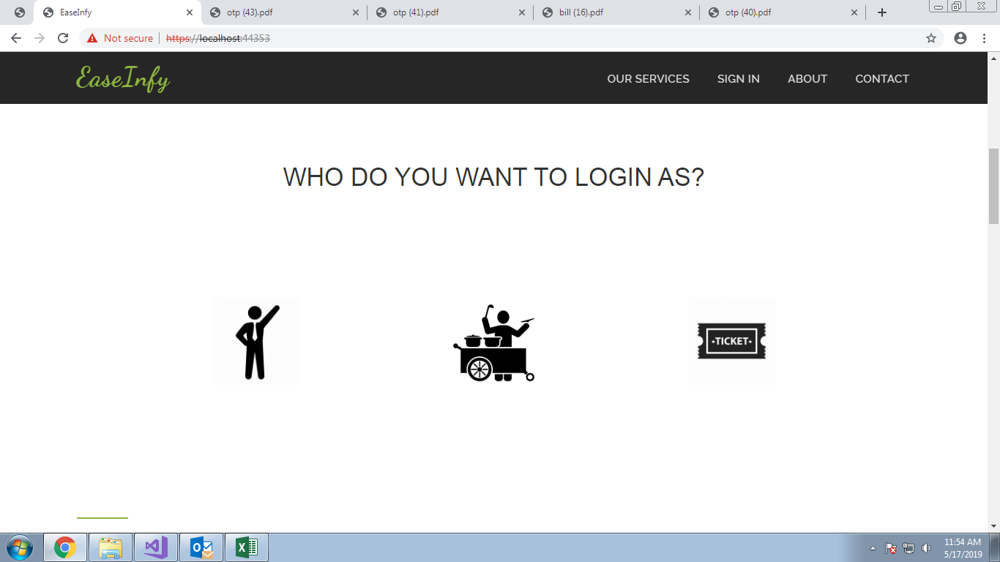 EaseInfy
otp (43).pdf
otp (41).pdf
bill (16).pdf
otp (40).pdf
Not secure
https://localhost:44353
EaseInfy
OUR SERVICES
SIGN IN
ABOUT
CONTACT
WHO DO YOU WANT TO LOGIN AS?
TICKET
11:54 AM
5/17/2019